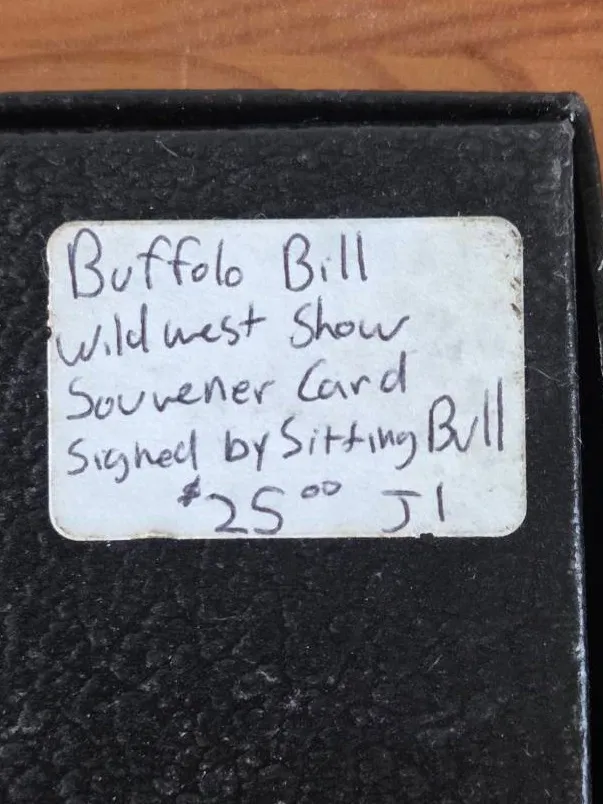 Buffolo Bill
Wild west Show
Souvener Card
Signed by Sitting Bull
$25.00 J1